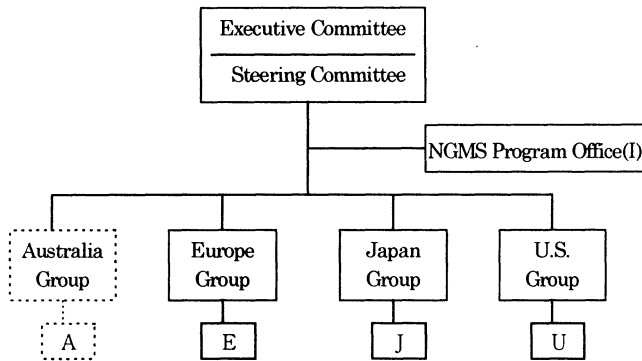 Executive Committee
Steering Committee
NGMS Program Office(I)
Australia
Group
Europe
Group
Japan
Group
U.S.
Group
A
E
J
U